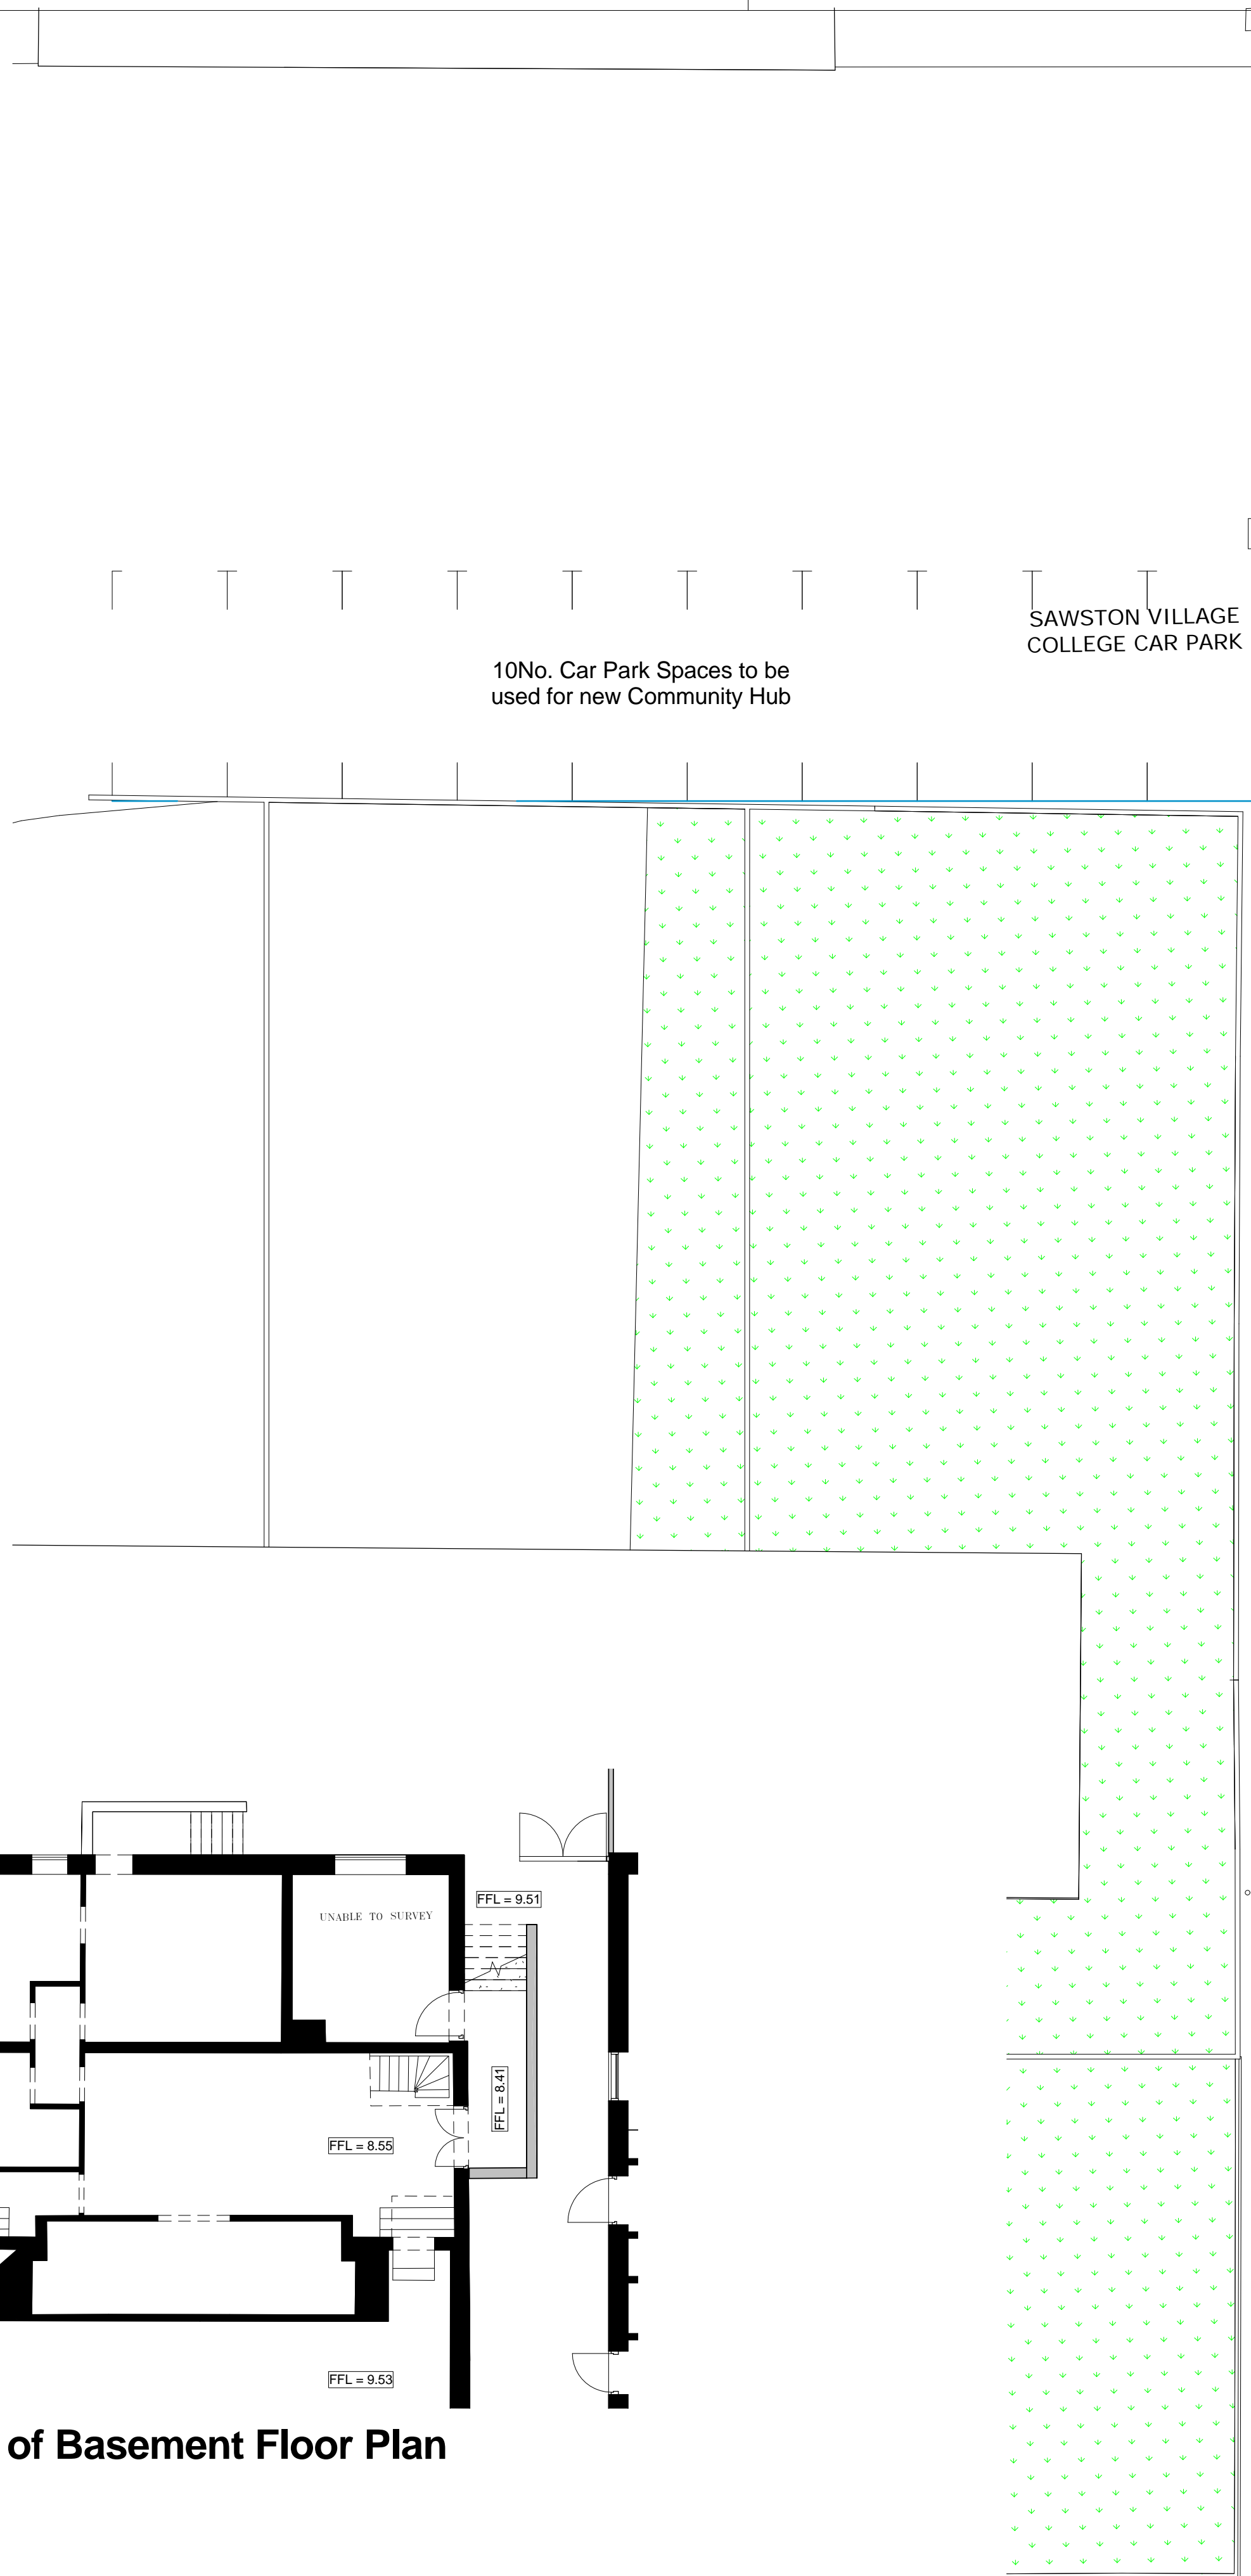 SAWSTON VILLAGE
COLLEGE CAR PARK
10No. Car Park Spaces to be
used for new Community Hub
FFL = 9.51
UNABLE TO SURVEY
FFL = 8.41
FFL = 8.55
FFL = 9.53
of Basement Floor Plan